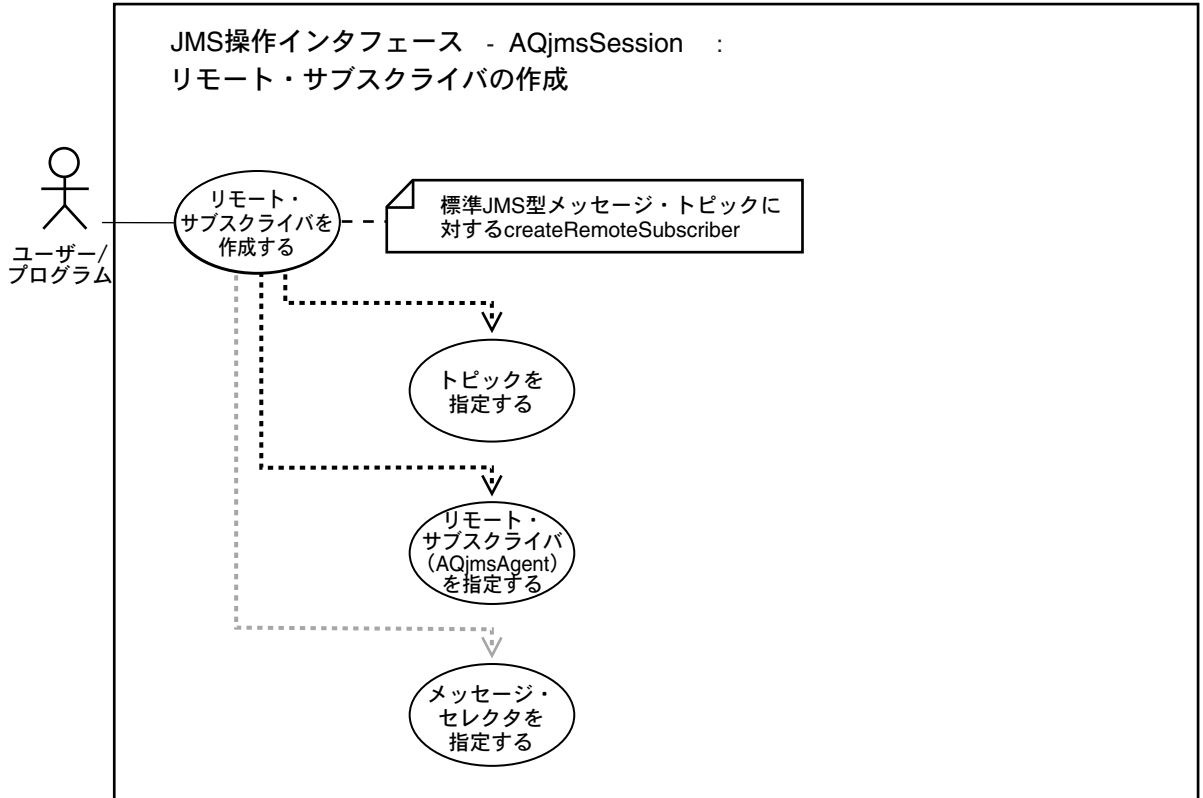 JMS操作インタフェース - AQjmsSession :
リモート・サブスクライバの作成
リモート・
サブスクライバを
作成する
標準JMS型メッセージ・トピックに
対するcreateRemoteSubscriber
ユーザー/
プログラム
トピックを
指定する
リモート・
サブスクライバ
（AQjmsAgent）
を指定する
メッセージ・
セレクタを
指定する